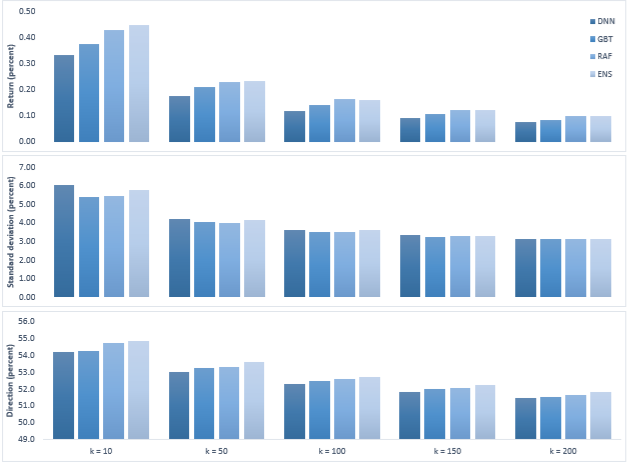 Return (percent)
0.50
0.40
0.30
0.20
0.10
0.00
DNN
GBT
RAF
ENS
Standard deviation (percent)
7.00
6.00
5.00
4.00
3.00
2.00
1.00
0.00
Direction (percent)
56.0
55.0
54.0
53.0
52.0
51.0
50.0
49.0
k = 10
k = 50
k = 100
k = 150
k = 200